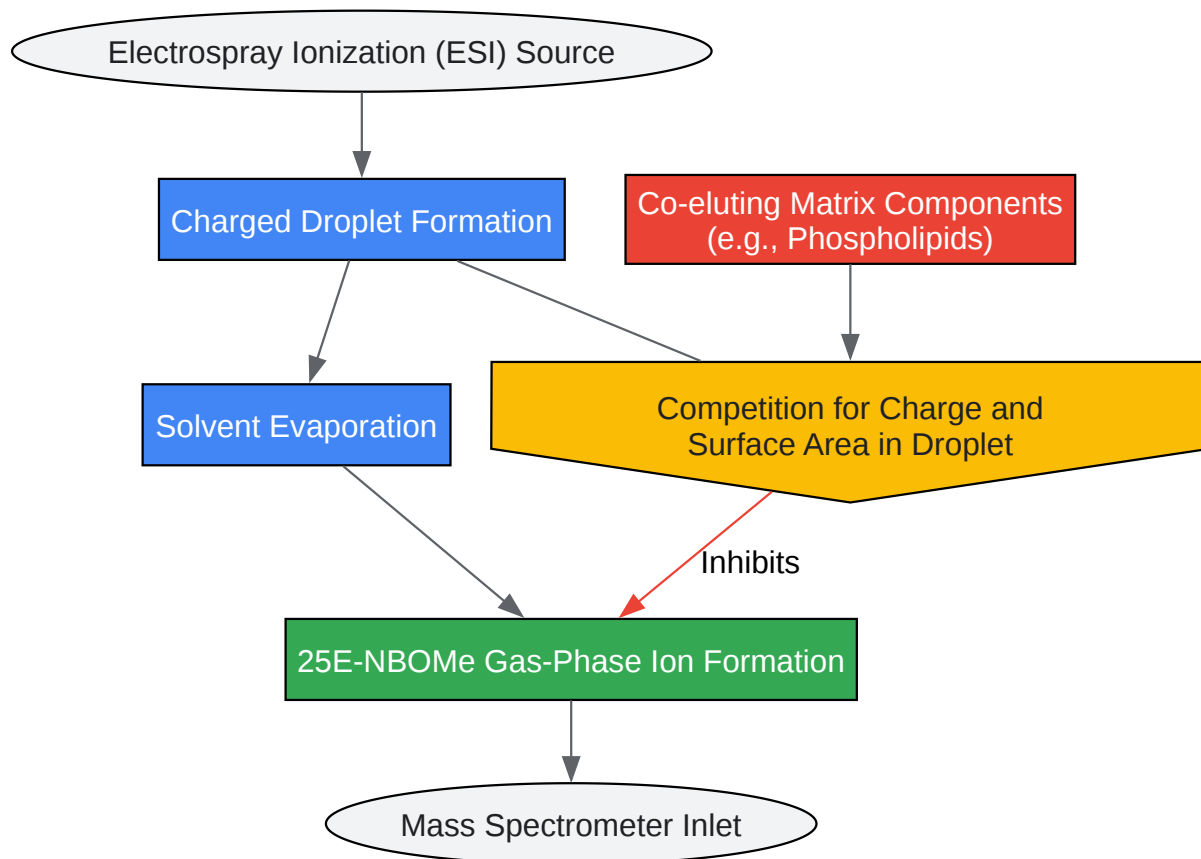 Electrospray Ionization (ESI) Source
Charged Droplet Formation
Co-eluting Matrix Components
(e.g., Phospholipids)
Solvent Evaporation
Competition for Charge and
Surface Area in Droplet
Inhibits
25E-NBOMe Gas-Phase Ion Formation
Mass Spectrometer Inlet